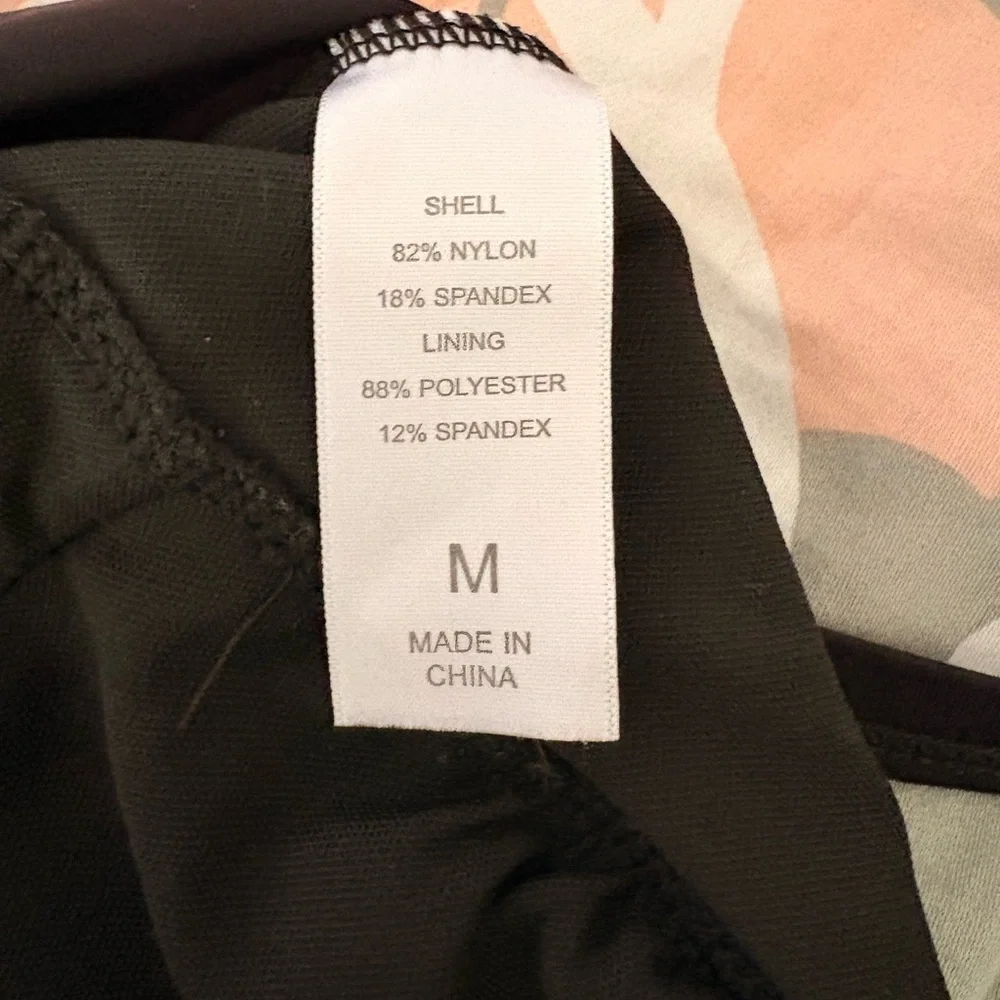 SHELL
82% NYLON
18% SPANDEX
LINING
88% POLYESTER
12% SPANDEX
M
MADE IN
CHINA